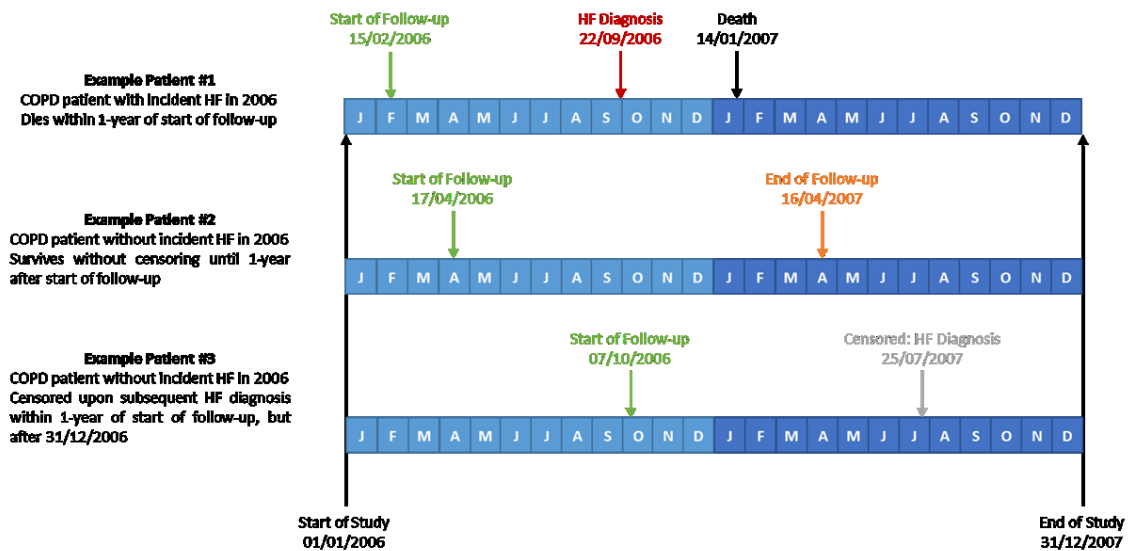 Start of Follow-up
15/02/2006
HF Diagnosis
22/09/2006
Death
14/01/2007
Example Patient #1
COPD patient with incident HF in 2006
Dies within 1-year of start of follow-up
J F M A M J J A S O N D J F M A M J J A S O N D
Start of Follow-up
17/04/2006
End of Follow-up
16/04/2007
Example Patient #2
COPD patient without incident HF in 2006
Survives without censoring until 1-year
after start of follow-up
J F M A M J J A S O N D J F M A M J J A S O N D
Start of Follow-up
07/10/2006
Censored: HF Diagnosis
25/07/2007
Example Patient #3
COPD patient without incident HF in 2006
Censored upon subsequent HF diagnosis
within 1-year of start of follow-up, but
after 31/12/2006
J F M A M J J A S O N D J F M A M J J A S O N D
Start of Study
01/01/2006
End of Study
31/12/2007